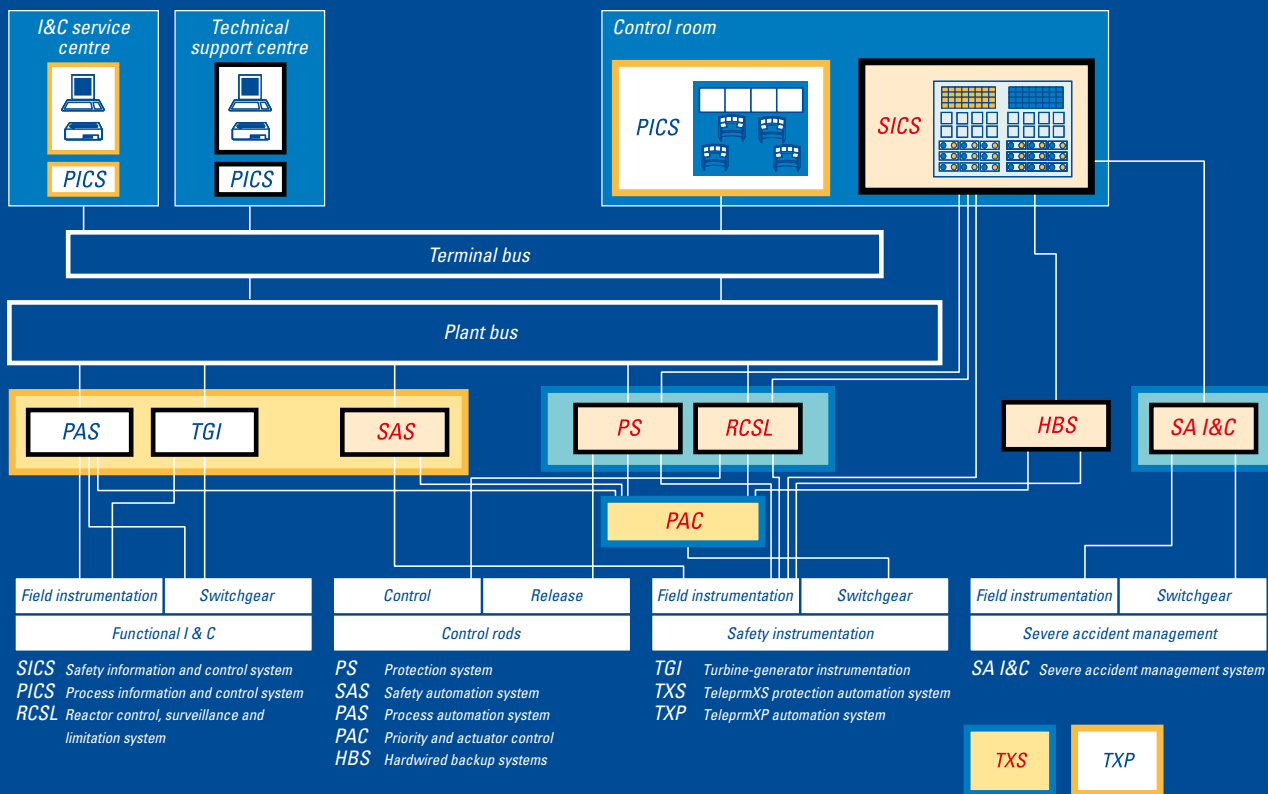 I&C service
centre
Technical
support centre
Control room
PICS
SICS
PICS
PICS
Terminal bus
Plant bus
PAS
TGI
SAS
PS
RCSL
HBS
SA I&C
PAC
Field instrumentation
Switchgear
Functional I & C
Control
Release
Control rods
Field instrumentation
Switchgear
Safety instrumentation
Field instrumentation
Switchgear
Severe accident management
SICS Safety information and control system
PICS Process information and control system
RCSL Reactor control, surveillance and
limitation system
PS Protection system
SAS Safety automation system
PAS Process automation system
PAC Priority and actuator control
HBS Hardwired backup systems
TGI Turbine-generator instrumentation
TXS TeleprmXS protection automation system
TXP TeleprmXP automation system
SA I&C Severe accident management system
TXS
TXP